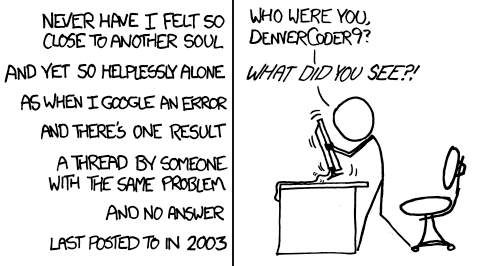 NEVER HAVE I FELT SO
CLOSE TO ANOTHER SOUL
AND YET SO HELPLESSLY ALONE
AS WHEN I GOOGLE AN ERROR
AND THERE'S ONE RESULT
A THREAD BY SOMEONE
WITH THE SAME PROBLEM
AND NO ANSWER
LAST POSTED TO IN 2003
WHO WERE YOU,
DENVERCODER9?
WHAT DID YOU SEE?!